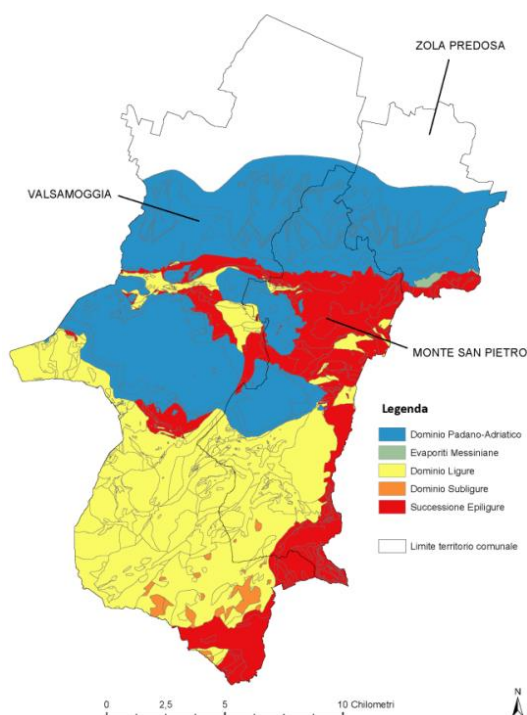 ZOLA PREDOSA
VALSAMOGGIA
MONTE SAN PIETRO
Legenda
Dominio Padano-Adriatico
Evaporiti Messiniane
Dominio Ligure
Dominio Subligure
Successione Epiligure
Limite territorio comunale
0 2,5 5 10 Chilometri
N